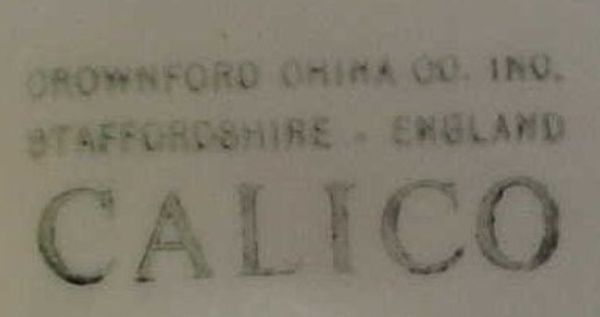 CROWNFORD CHINA CO. INC.
STAFFORDSHIRE - ENGLAND
CALICO